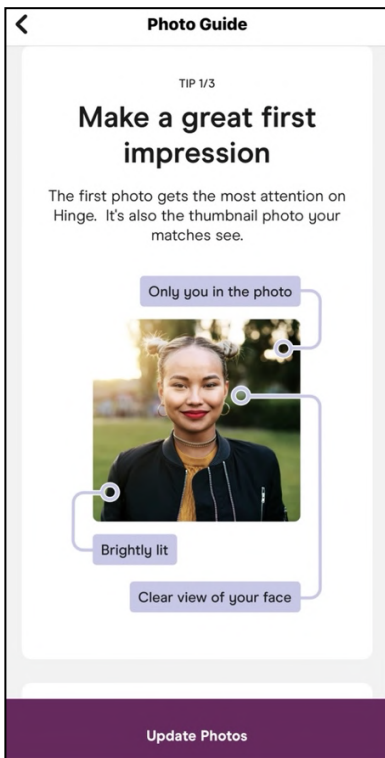 Photo Guide
TIP 1/3
Make a great first
impression
The first photo gets the most attention on
Hinge. It's also the thumbnail photo your
matches see.
Only you in the photo
Brightly lit
Clear view of your face
Update Photos